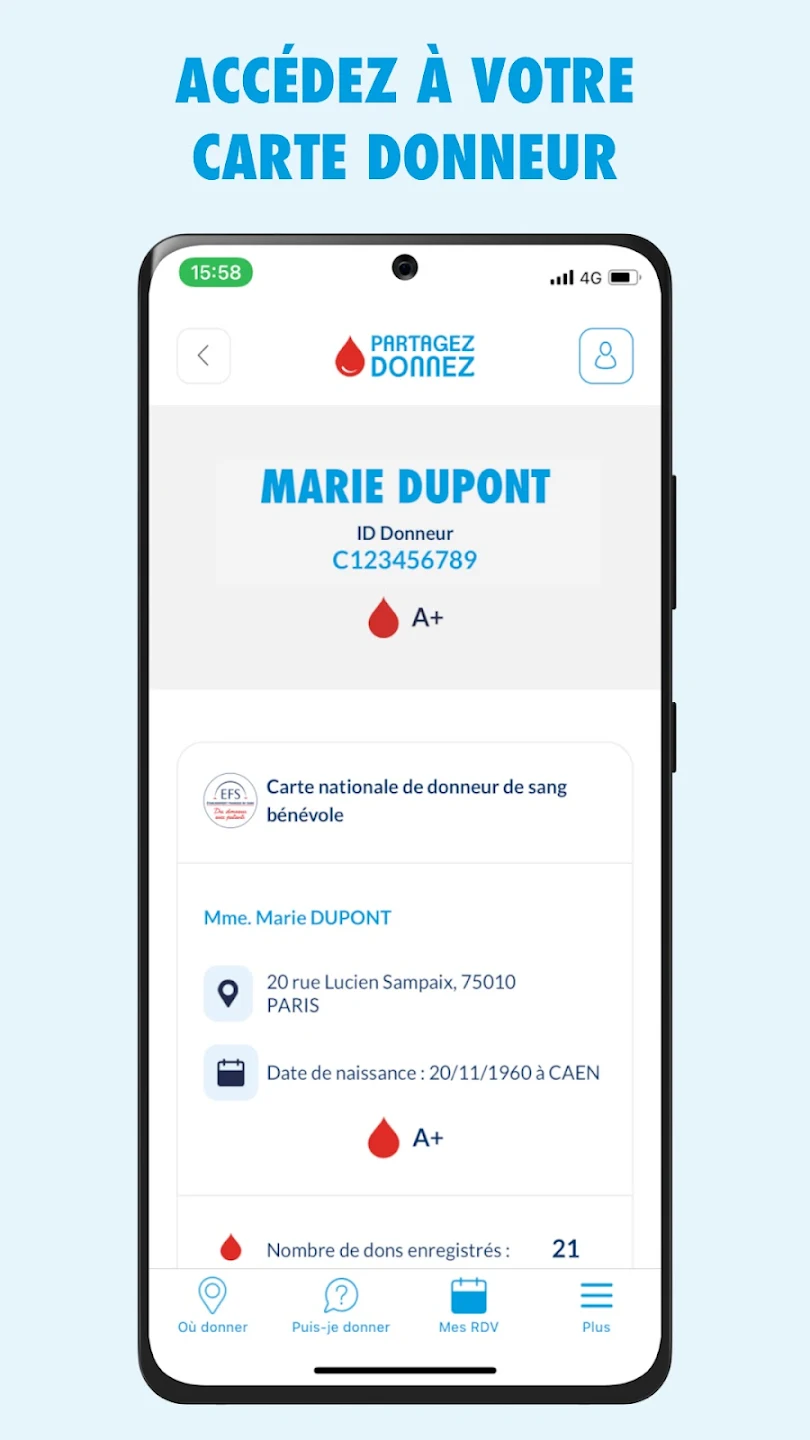 ACCÉDEZ À VOTRE
CARTE DONNEUR
15:58
4G
PARTAGEZ
DONNEZ
MARIE DUPONT
ID Donneur
C123456789
A+
EFS
Carte nationale de donneur de sang
bénévole
Mme. Marie DUPONT
20 rue Lucien Sampaix, 75010
PARIS
Date de naissance : 20/11/1960 à CAEN
A+
Nombre de dons enregistrés : 21
Où donner
Puis-je donner
Mes RDV
Plus